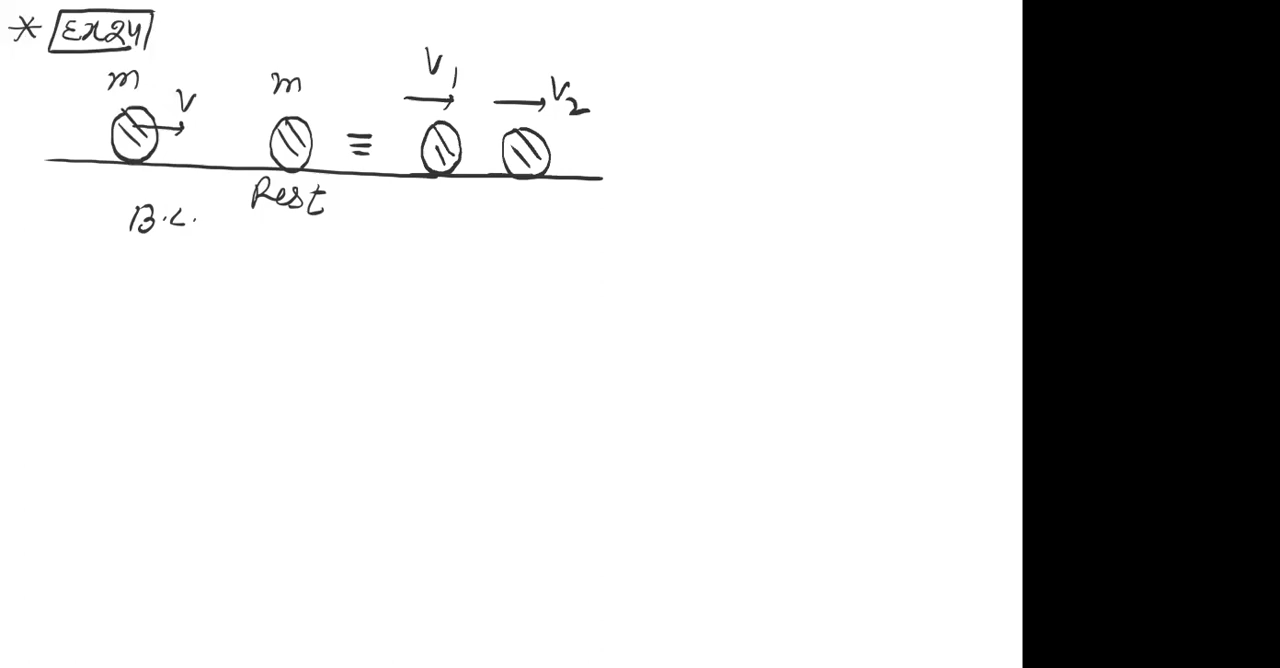 * Ex24
m m V₁
V V₂
≡
Rest
B.C.